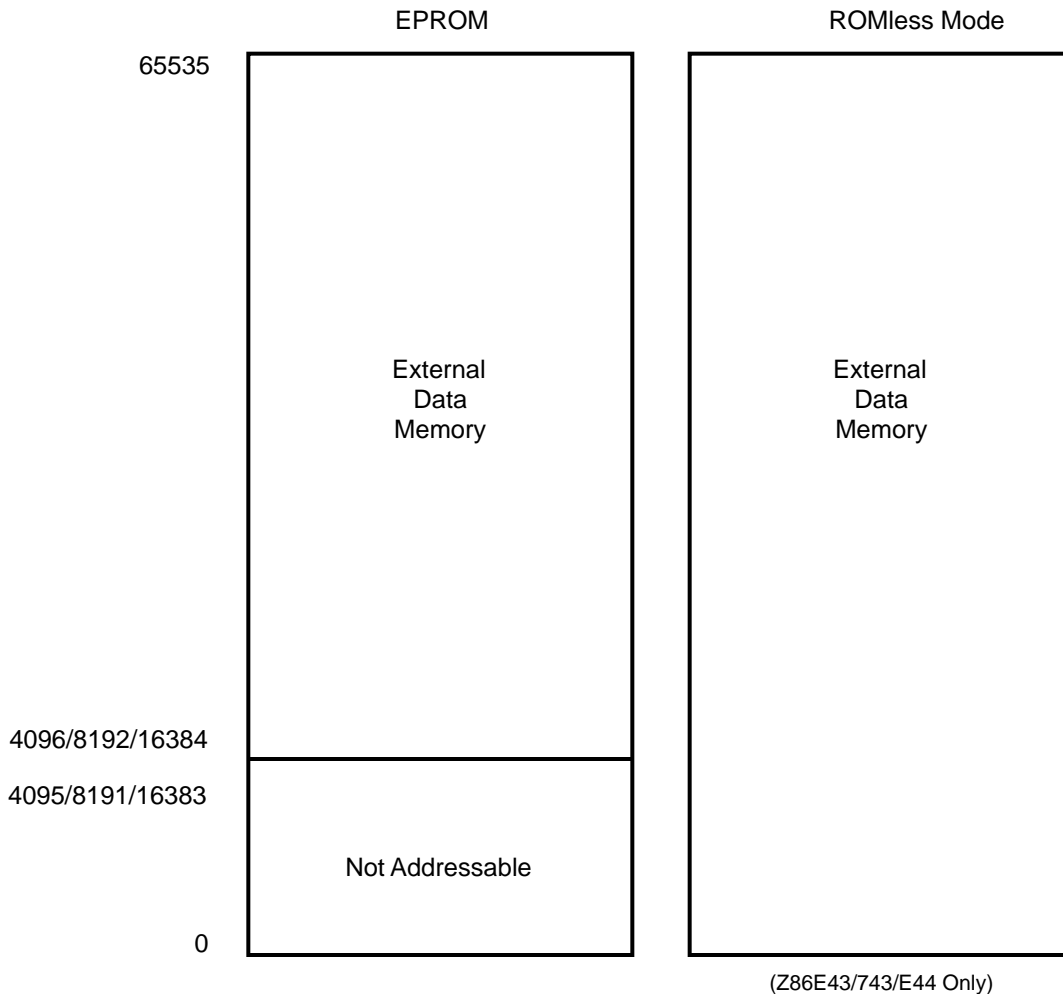 EPROM
ROMless Mode
65535
External
Data
Memory
External
Data
Memory
4096/8192/16384
4095/8191/16383
Not Addressable
0
(Z86E43/743/E44 Only)